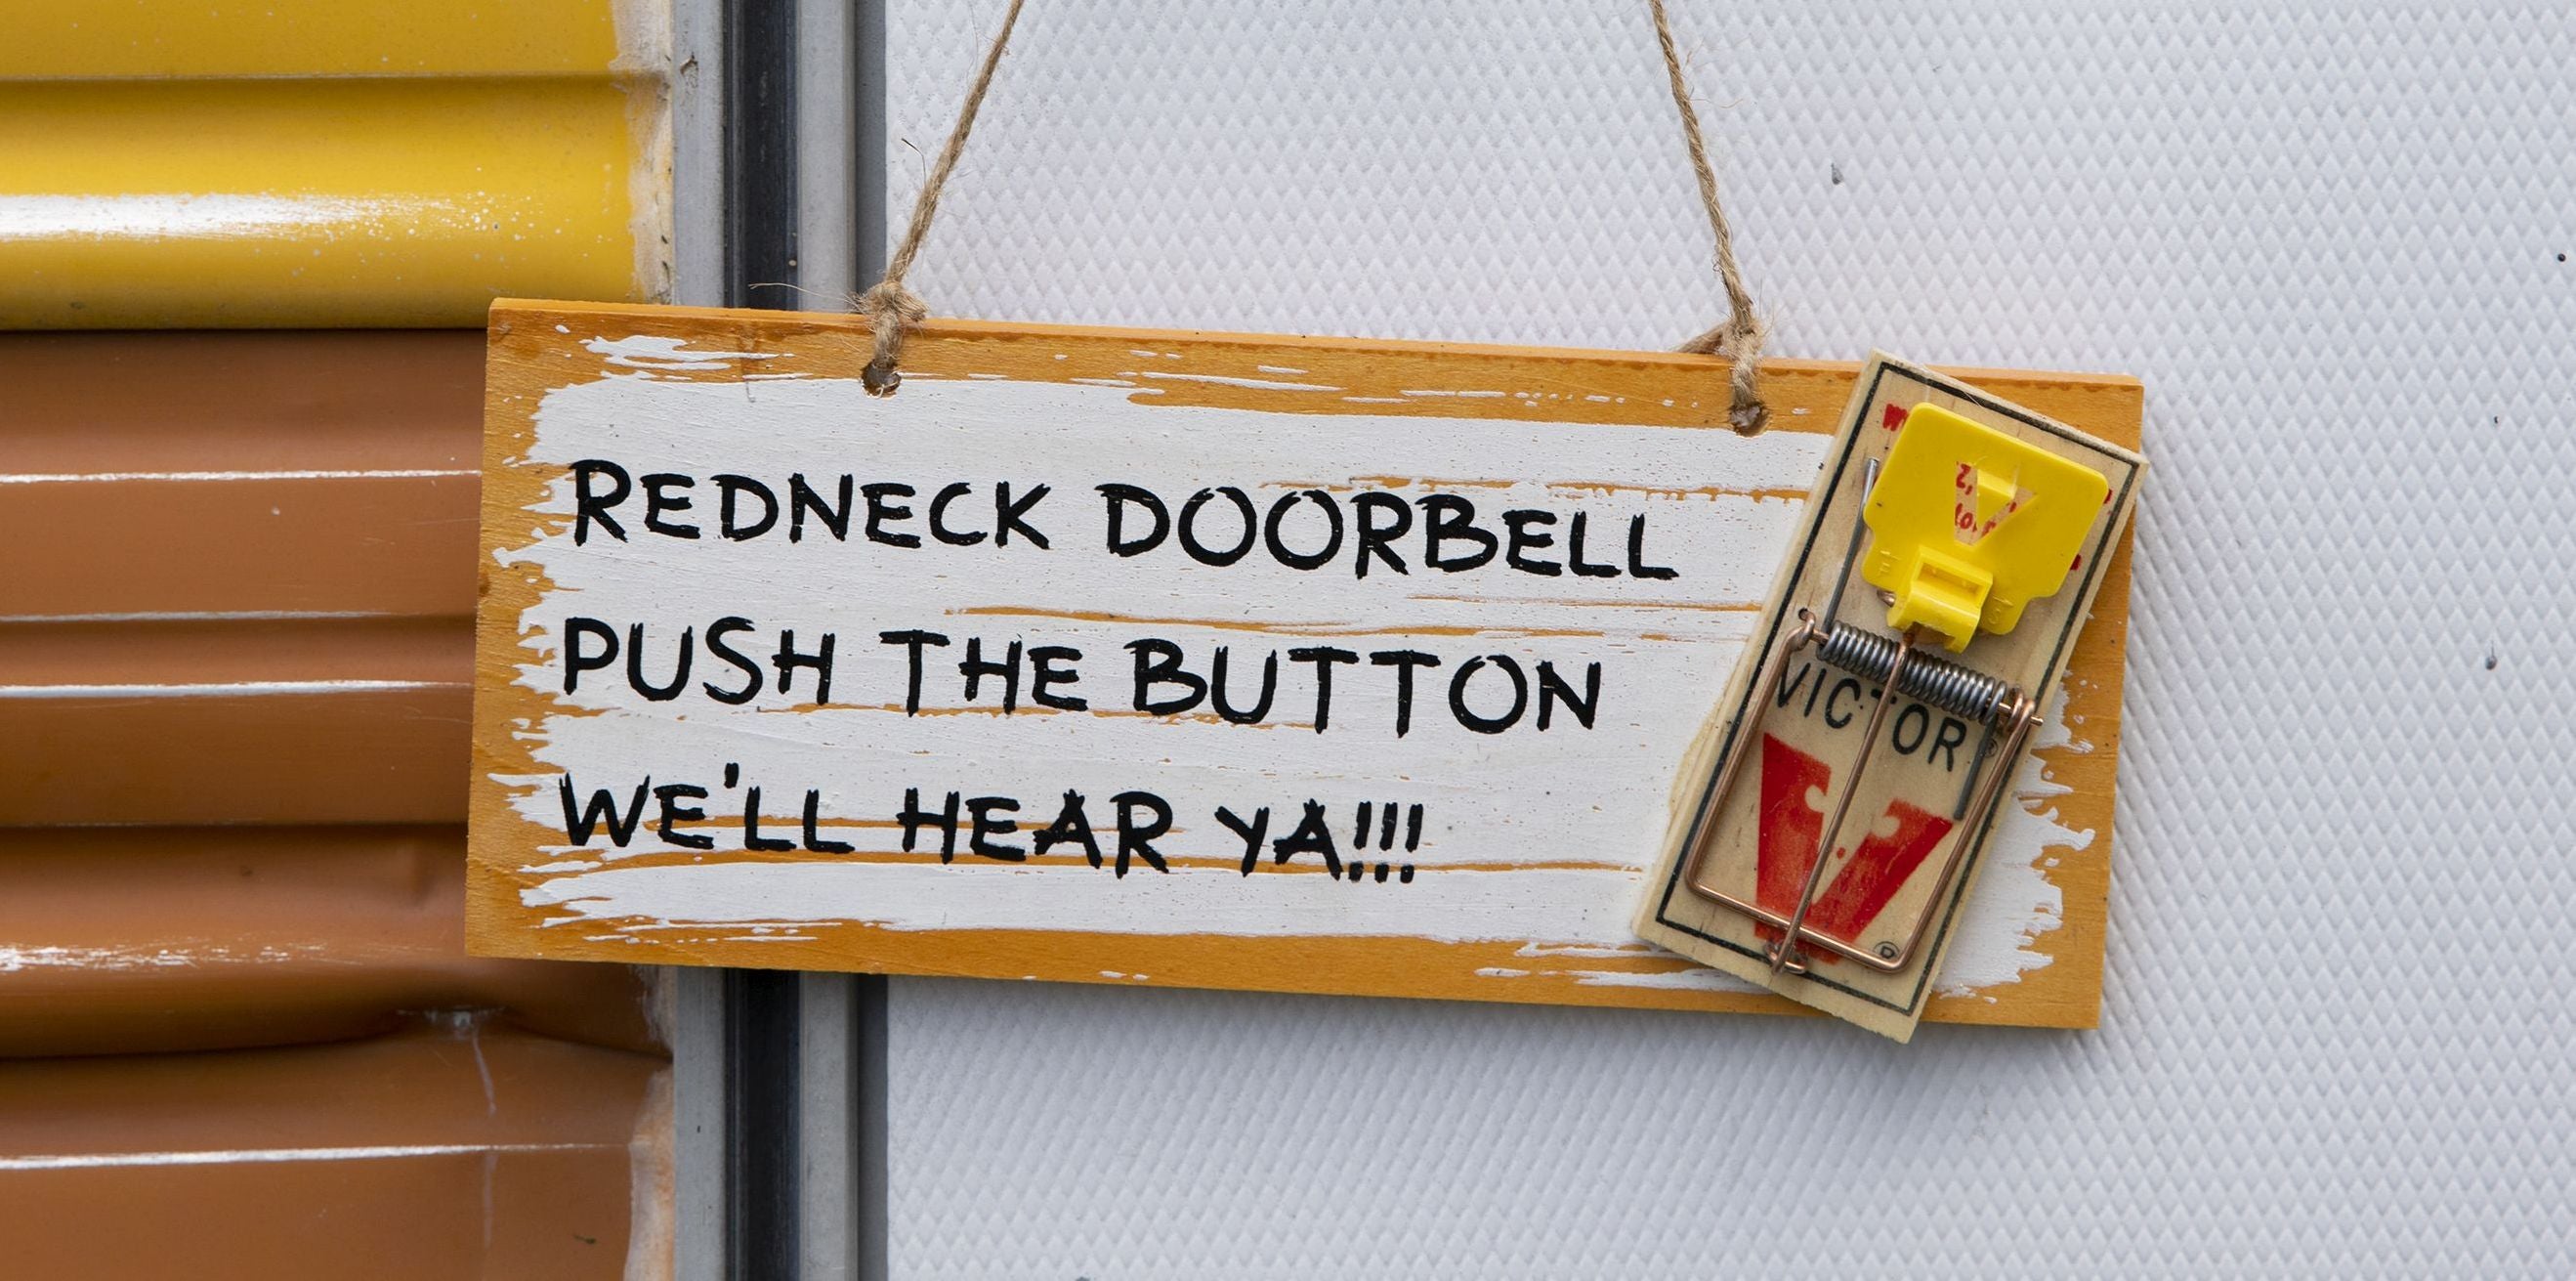 REDNECK DOORBELL
PUSH THE BUTTON
WE'LL HEAR YA!!!
V
VICTOR®
®